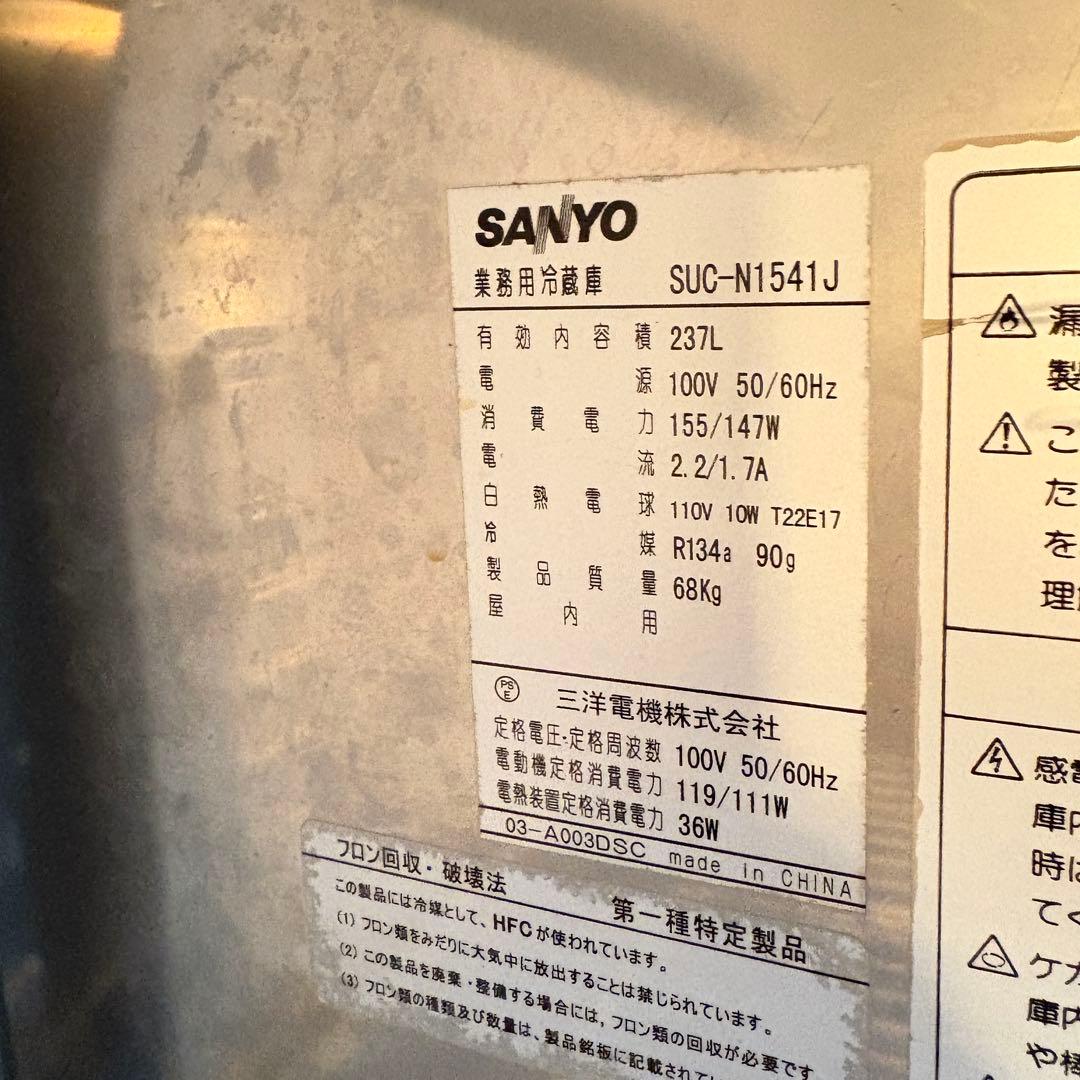 SANYO
業務用冷蔵庫 SUC-N1541J
有効内容積 237L
電源 100V 50/60Hz
消費電力 155/147W
電流 2.2/1.7A
白熱電球 110V 10W T22E17
冷媒 R134a 90g
製品質量 68Kg
屋内用
PS
E
三洋電機株式会社
定格電圧・定格周波数 100V 50/60Hz
電動機定格消費電力 119/111W
電熱装置定格消費電力 36W
03-A003DSC made in CHINA
フロン回収・破壊法
第一種特定製品
この製品には冷媒として、HFCが使われています。
(1) フロン類をみだりに大気中に放出することは禁じられています。
(2) この製品を廃棄・整備する場合には,フロン類の回収が必要です
(3) フロン類の種類及び数量は、製品銘板に記載されて
漏
製
こ
た
を
理
感電
庫内
時は
てく
ケガ
庫内
や